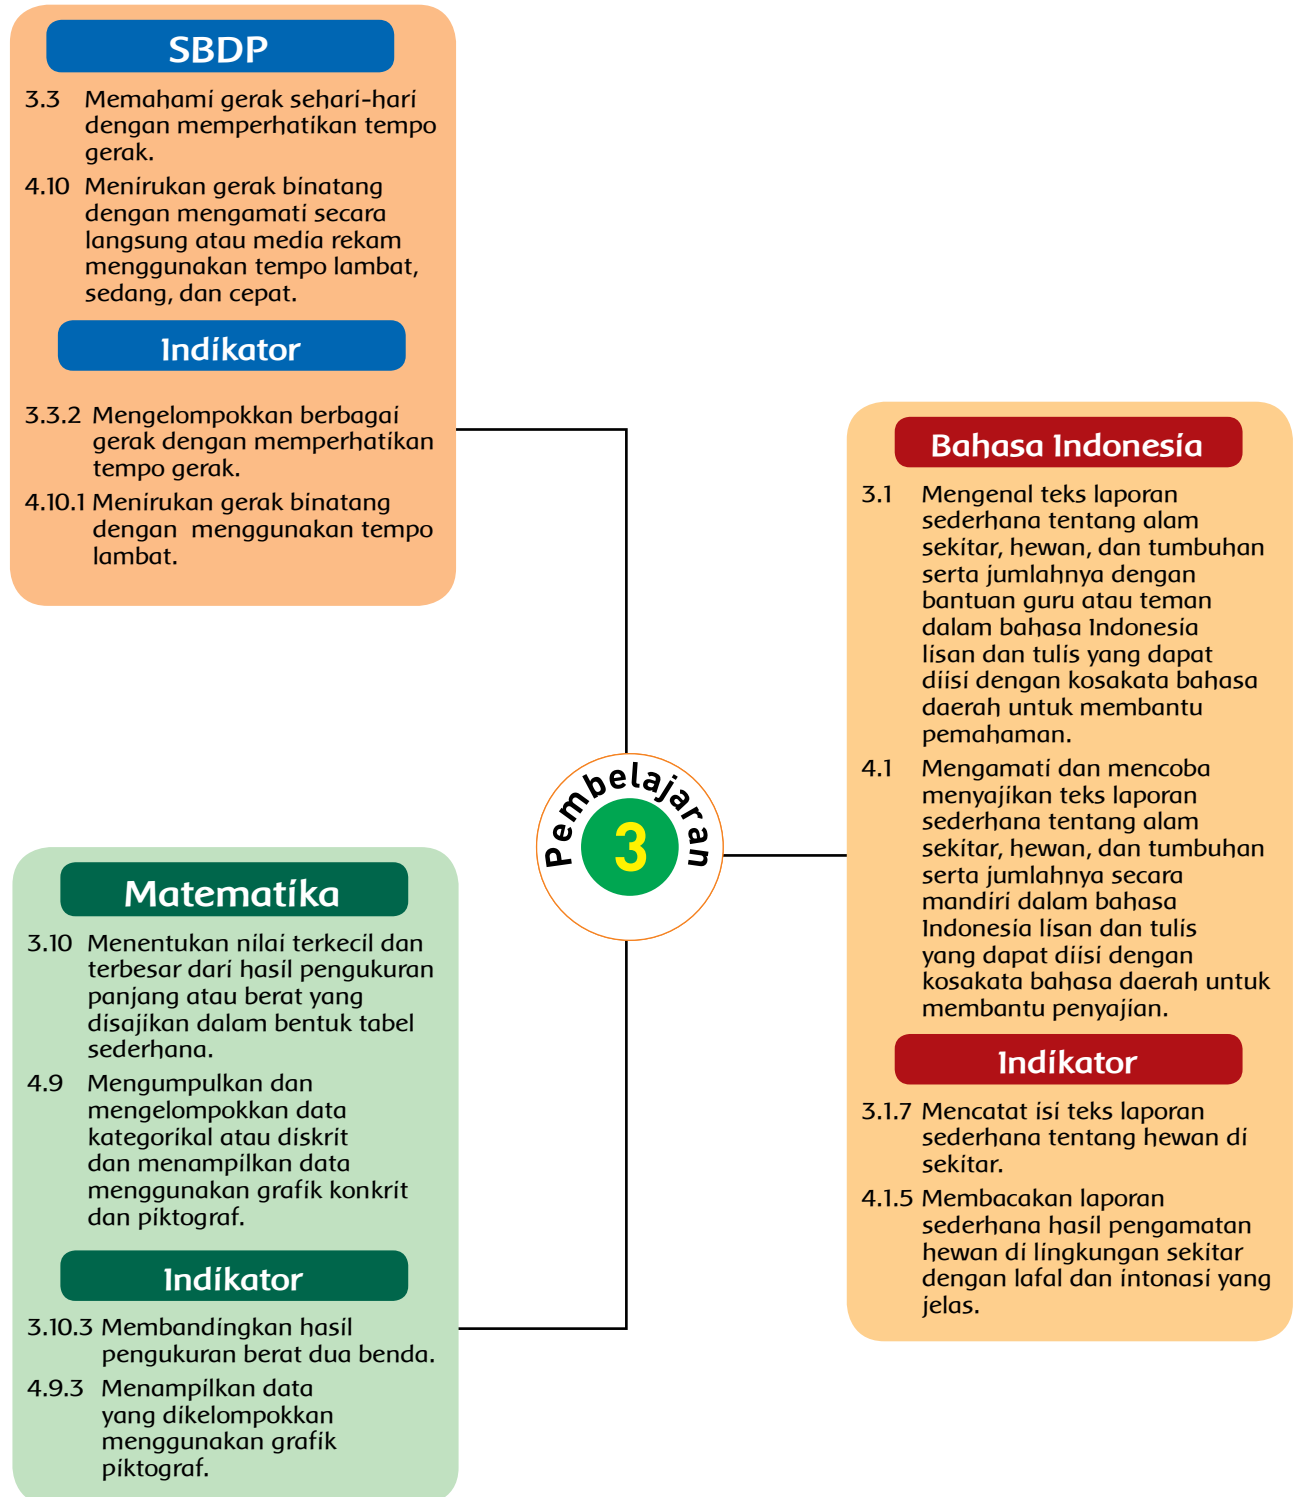 SBDP
3.3 Memahami gerak sehari-hari
dengan memperhatikan tempo
gerak.
4.10 Menirukan gerak binatang
dengan mengamati secara
langsung atau media rekam
menggunakan tempo lambat,
sedang, dan cepat.
Indikator
3.3.2 Mengelompokkan berbagai
gerak dengan memperhatikan
tempo gerak.
4.10.1 Menirukan gerak binatang
dengan menggunakan tempo
lambat.
Pembelajaran
3
Matematika
3.10 Menentukan nilai terkecil dan
terbesar dari hasil pengukuran
panjang atau berat yang
disajikan dalam bentuk tabel
sederhana.
4.9 Mengumpulkan dan
mengelompokkan data
kategorikal atau diskrit
dan menampilkan data
menggunakan grafik konkrit
dan piktograf.
Indikator
3.10.3 Membandingkan hasil
pengukuran berat dua benda.
4.9.3 Menampilkan data
yang dikelompokkan
menggunakan grafik
piktograf.
Bahasa Indonesia
3.1 Mengenal teks laporan
sederhana tentang alam
sekitar, hewan, dan tumbuhan
serta jumlahnya dengan
bantuan guru atau teman
dalam bahasa Indonesia
lisan dan tulis yang dapat
diisi dengan kosakata bahasa
daerah untuk membantu
pemahaman.
4.1 Mengamati dan mencoba
menyajikan teks laporan
sederhana tentang alam
sekitar, hewan, dan tumbuhan
serta jumlahnya secara
mandiri dalam bahasa
Indonesia lisan dan tulis
yang dapat diisi dengan
kosakata bahasa daerah untuk
membantu penyajian.
Indikator
3.1.7 Mencatat isi teks laporan
sederhana tentang hewan di
sekitar.
4.1.5 Membacakan laporan
sederhana hasil pengamatan
hewan di lingkungan sekitar
dengan lafal dan intonasi yang
jelas.